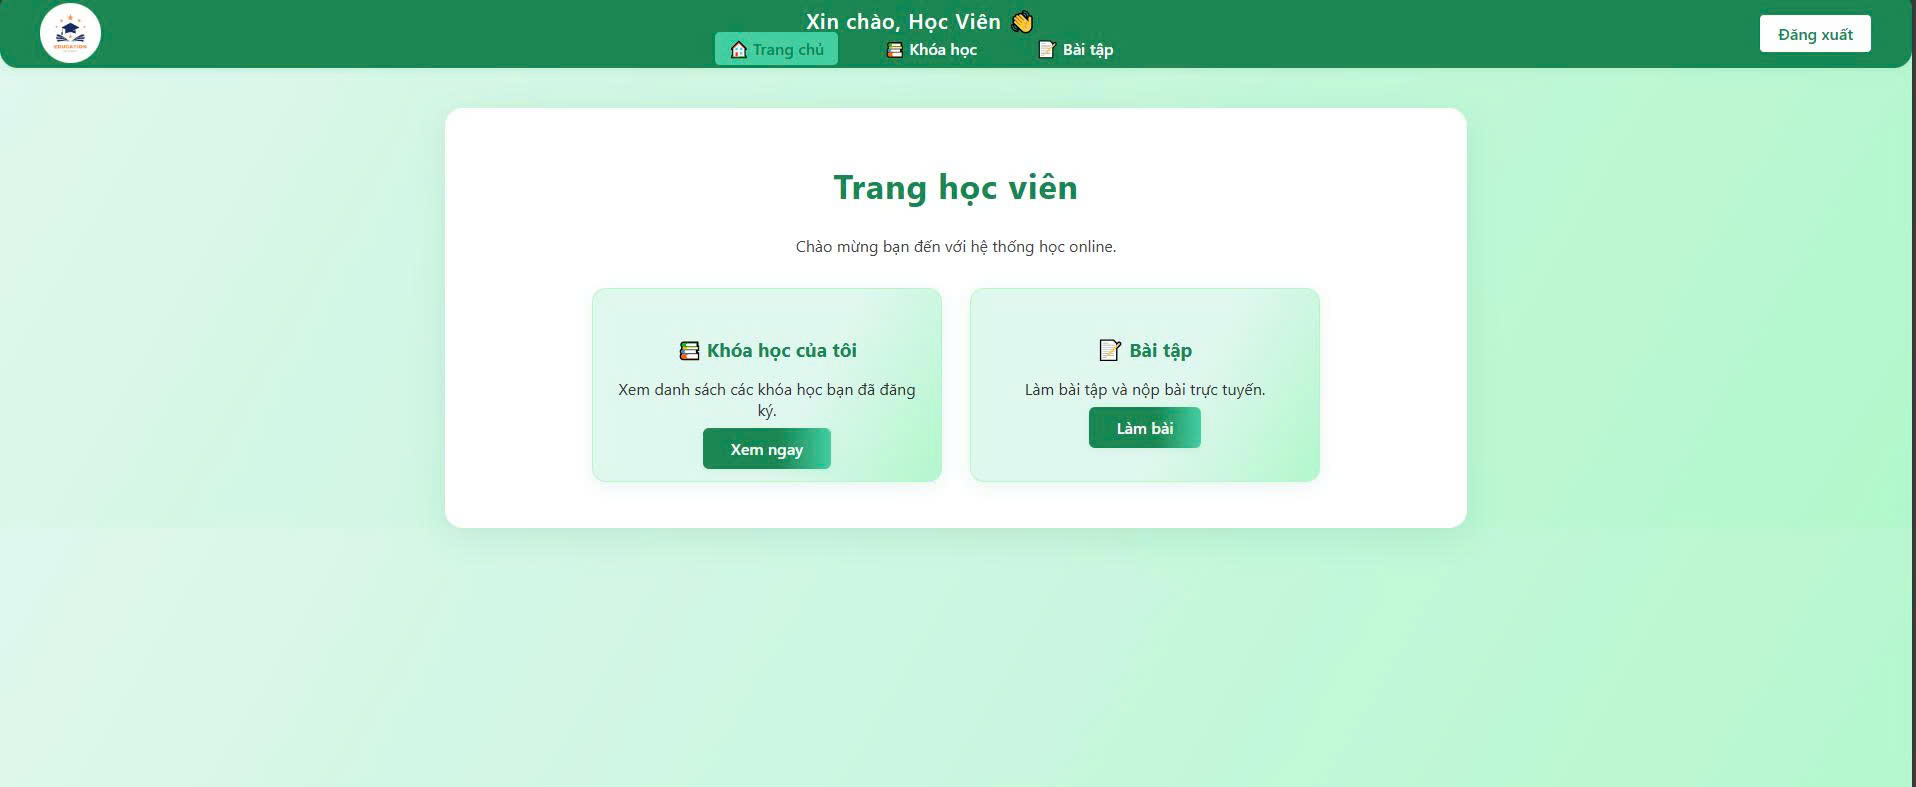 EDUCATION
Xin chào, Học Viên 👋
🏠 Trang chủ
📚 Khóa học
📝 Bài tập
Đăng xuất
Trang học viên
Chào mừng bạn đến với hệ thống học online.
📚 Khóa học của tôi
Xem danh sách các khóa học bạn đã đăng
ký.
Xem ngay
📝 Bài tập
Làm bài tập và nộp bài trực tuyến.
Làm bài